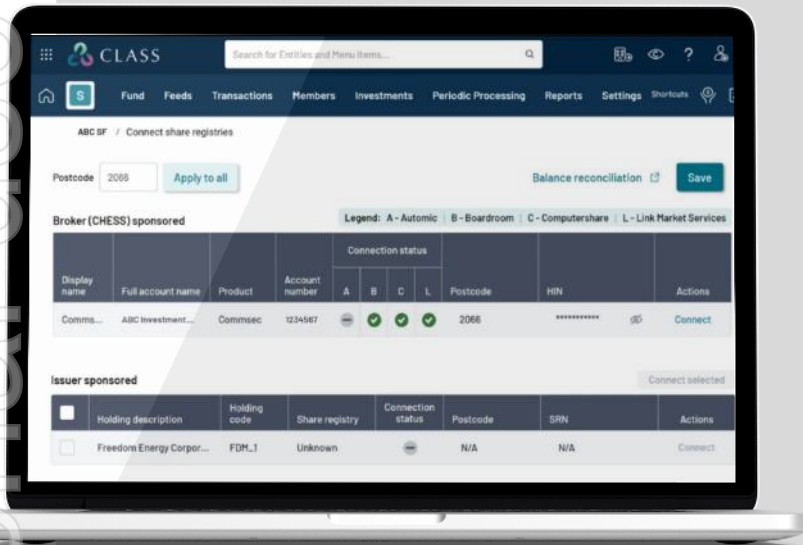 CLASS
Search for Entities and Menu Items...
?
S Fund Feeds Transactions Members Investments Periodic Processing Reports Settings Shortcuts
ABC SF / Connect share registries
Postcode 2066 Apply to all Balance reconciliation Save
Broker (CHESS) sponsored Legend: A - Automic B - Boardroom C - Computershare L - Link Market Services
Connection status
Display name Full account name Product Account number A B C L Postcode HIN Actions
Comms... ABC Investment... Commsec 1234567 2066 *********** Connect
Issuer sponsored Connect selected
Holding description Holding code Share registry Connection status Postcode SRN Actions
Freedom Energy Corpor... FDM_1 Unknown N/A N/A Connect